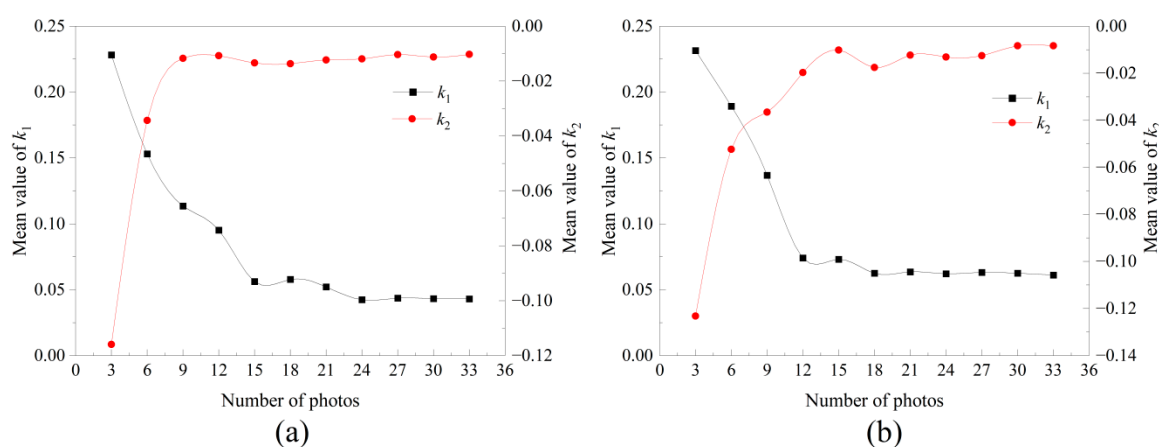 0.25
0.20
0.15
0.10
0.05
0.00
Mean value of k1
0.00
−0.02
−0.04
−0.06
−0.08
−0.10
−0.12
Mean value of k2
k1
k2
0 3 6 9 12 15 18 21 24 27 30 33 36
Number of photos
(a)
0.25
0.20
0.15
0.10
0.05
0.00
Mean value of k1
0.00
−0.02
−0.04
−0.06
−0.08
−0.10
−0.12
−0.14
Mean value of k2
k1
k2
0 3 6 9 12 15 18 21 24 27 30 33 36
Number of photos
(b)